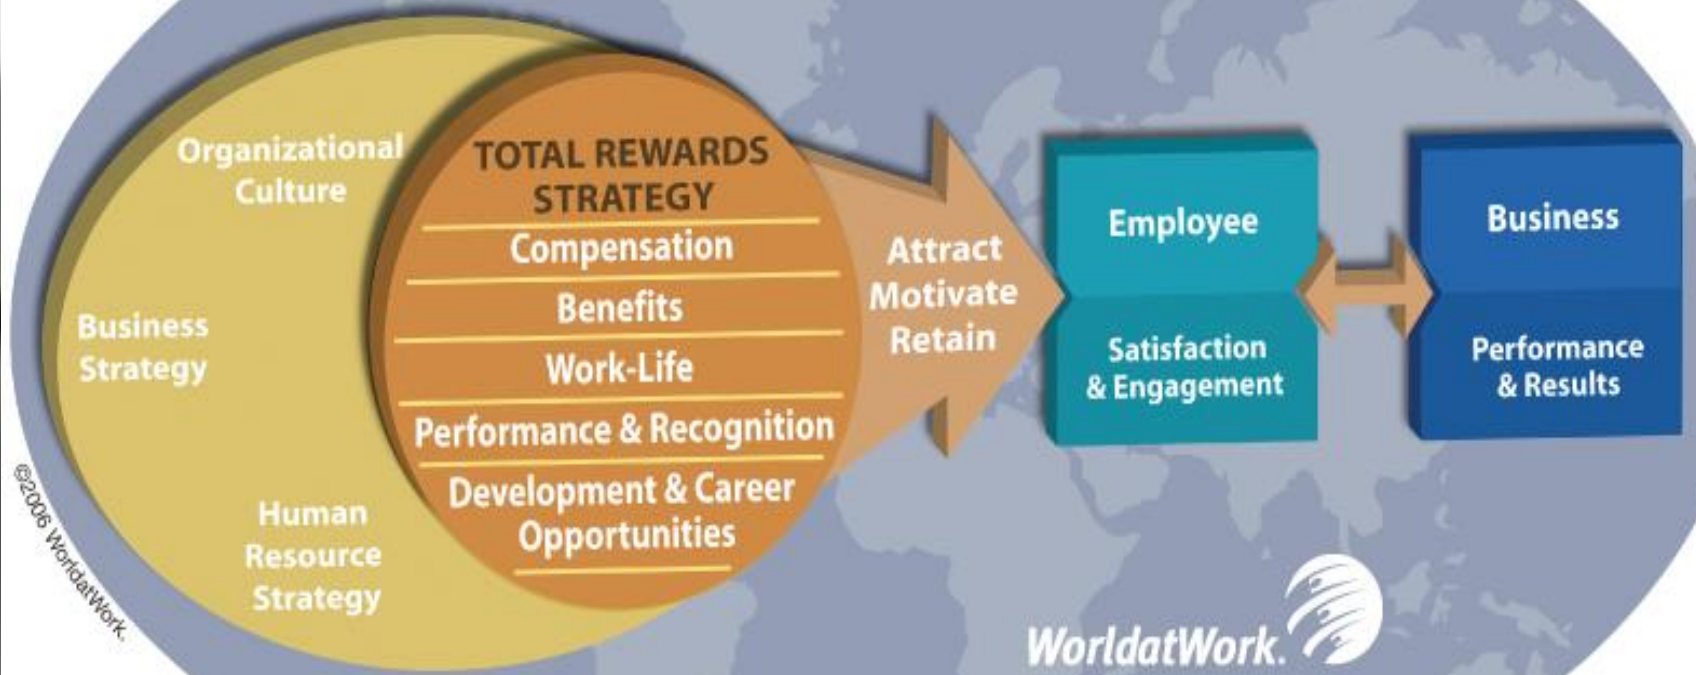 Organizational
Culture
Business
Strategy
Human
Resource
Strategy
TOTAL REWARDS
STRATEGY
Compensation
Benefits
Work-Life
Performance & Recognition
Development & Career
Opportunities
Attract
Motivate
Retain
Employee
Satisfaction
& Engagement
Business
Performance
& Results
©2006 WorldatWork.
WorldatWork.